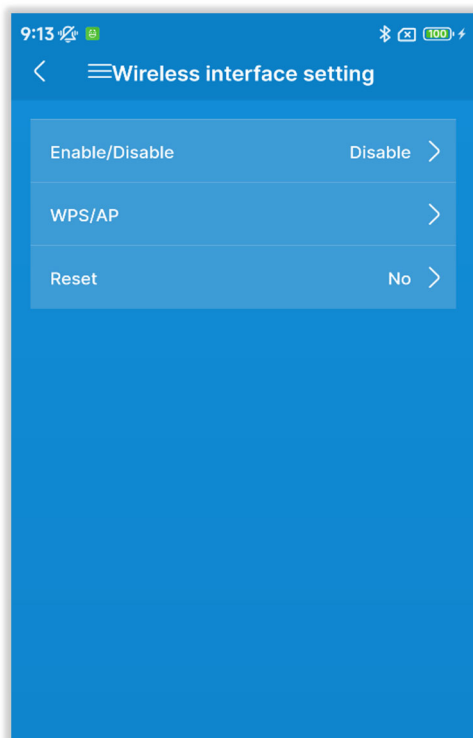 9:13 100
Wireless interface setting
Enable/Disable Disable
WPS/AP
Reset No